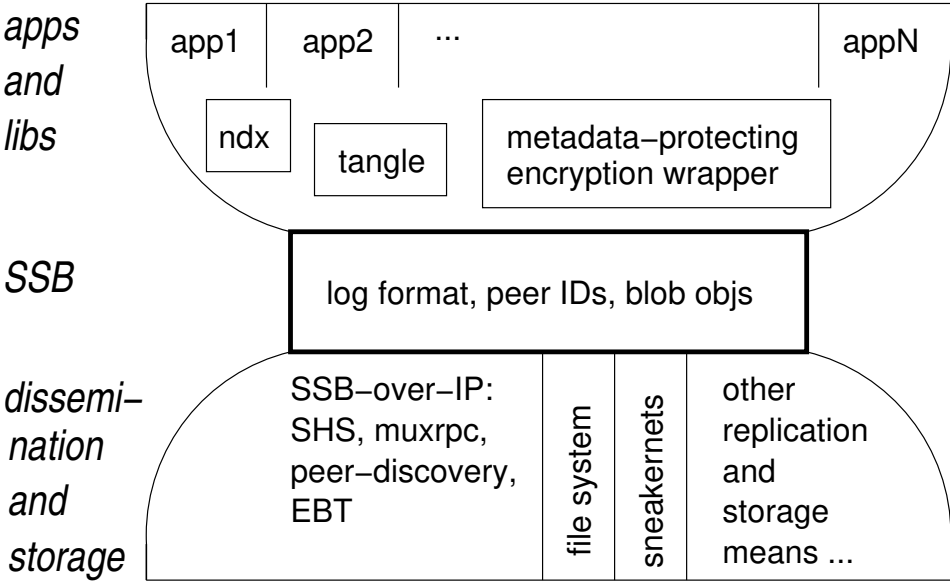 apps
and
libs
app1
app2
...
appN
ndx
tangle
metadata−protecting
encryption wrapper
SSB
log format, peer IDs, blob objs
dissemi−
nation
and
storage
SSB−over−IP:
SHS, muxrpc,
peer−discovery,
EBT
file system
sneakernets
other
replication
and
storage
means ...